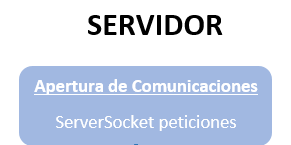 SERVIDOR
Apertura de Comunicaciones
ServerSocket peticiones